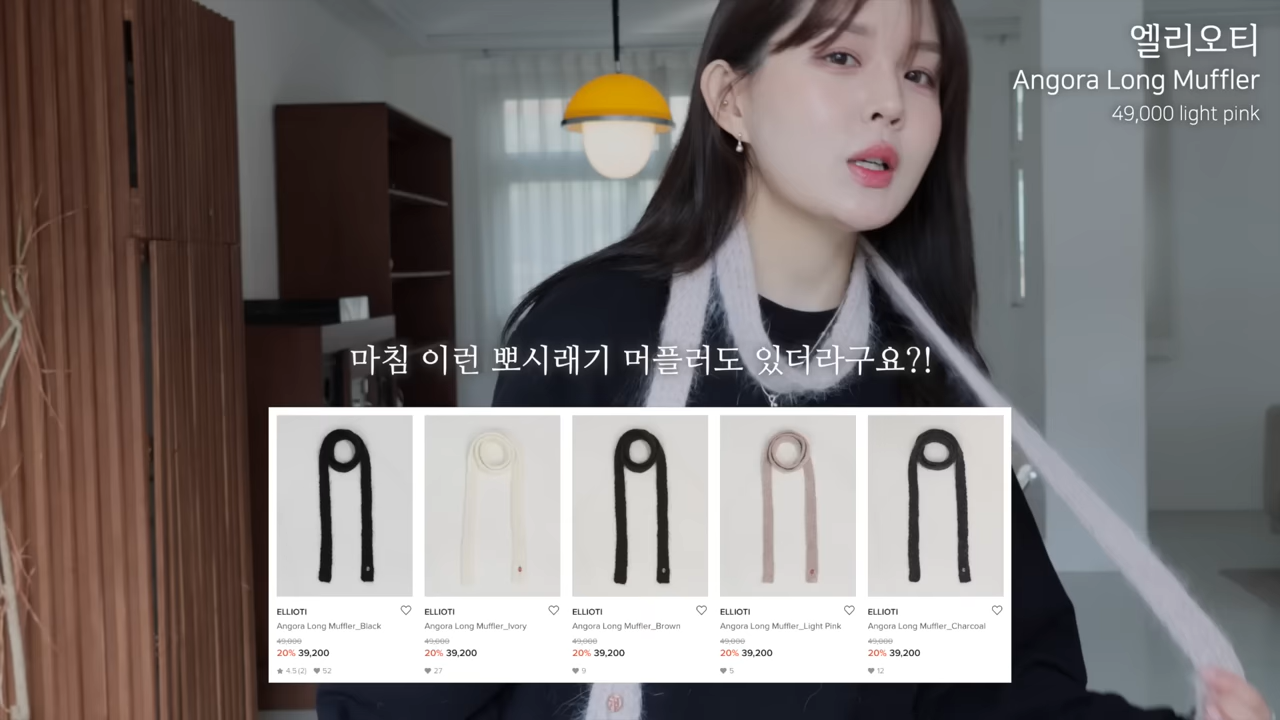 엘리오티
Angora Long Muffler
49,000 light pink
마침 이런 뽀시래기 머플러도 있더라구요?!
ELLIOTI
Angora Long Muffler_Black
49,000
20% 39,200
4.5 (2) 52
ELLIOTI
Angora Long Muffler_Ivory
49,000
20% 39,200
27
ELLIOTI
Angora Long Muffler_Brown
49,000
20% 39,200
9
ELLIOTI
Angora Long Muffler_Light Pink
49,000
20% 39,200
5
ELLIOTI
Angora Long Muffler_Charcoal
49,000
20% 39,200
12